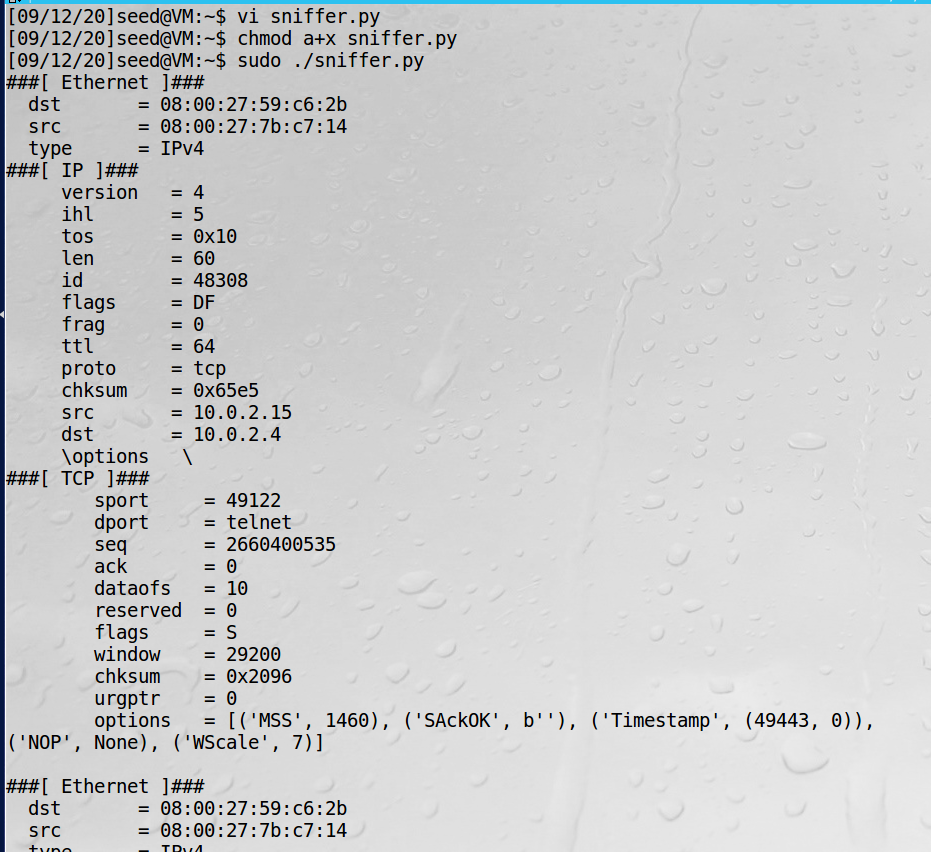 [09/12/20]seed@VM:~$ vi sniffer.py
[09/12/20]seed@VM:~$ chmod a+x sniffer.py
[09/12/20]seed@VM:~$ sudo ./sniffer.py
###[ Ethernet ]###
  dst       = 08:00:27:59:c6:2b
  src       = 08:00:27:7b:c7:14
  type      = IPv4
###[ IP ]###
     version   = 4
     ihl       = 5
     tos       = 0x10
     len       = 60
     id        = 48308
     flags     = DF
     frag      = 0
     ttl       = 64
     proto     = tcp
     chksum    = 0x65e5
     src       = 10.0.2.15
     dst       = 10.0.2.4
     \options   \
###[ TCP ]###
        sport     = 49122
        dport     = telnet
        seq       = 2660400535
        ack       = 0
        dataofs   = 10
        reserved  = 0
        flags     = S
        window    = 29200
        chksum    = 0x2096
        urgptr    = 0
        options   = [('MSS', 1460), ('SAckOK', b''), ('Timestamp', (49443, 0)),
('NOP', None), ('WScale', 7)]

###[ Ethernet ]###
  dst       = 08:00:27:59:c6:2b
  src       = 08:00:27:7b:c7:14
  type      = IPv4